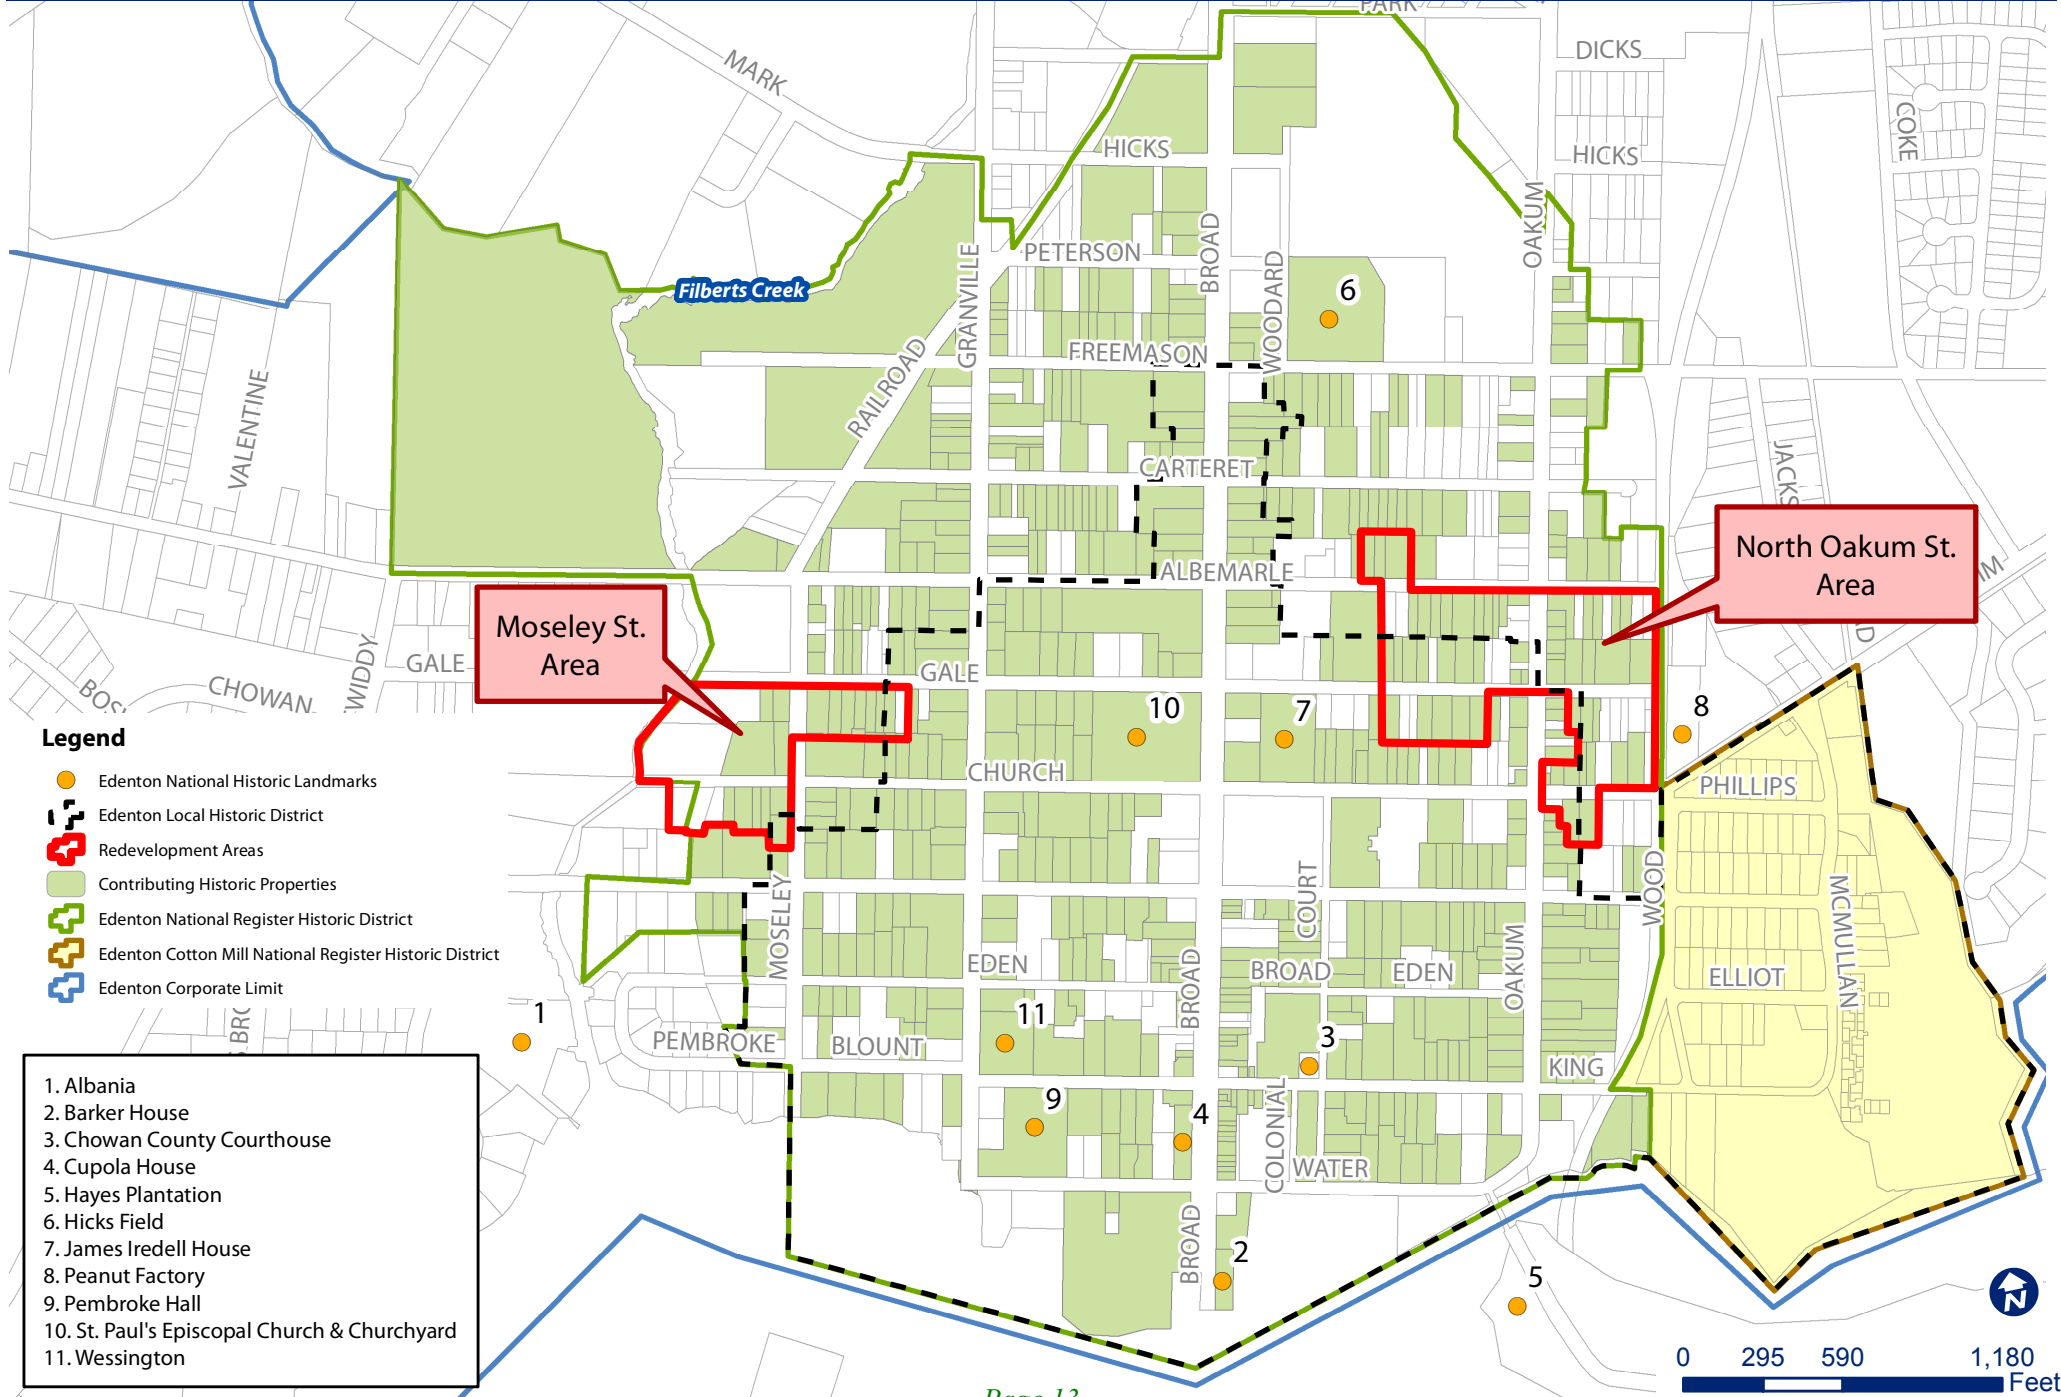 PARK
DICKS
MARK
COKE
HICKS
HICKS
OAKUM
BROAD
PETERSON
GRANVILLE
WOODARD
6
Filberts Creek
FREEMASON
RAILROAD
VALENTINE
CARTERET
JACKS
North Oakum St.
Area
ALBEMARLE
Moseley St.
Area
GALE
GALE
CHOWAN
10
7
8
CHURCH
PHILLIPS
Legend
Edenton National Historic Landmarks
Edenton Local Historic District
Redevelopment Areas
Contributing Historic Properties
Edenton National Register Historic District
Edenton Cotton Mill National Register Historic District
Edenton Corporate Limit
WOOD
COURT
MOSELEY
MCMULLAN
OAKUM
EDEN
BROAD
BROAD
EDEN
ELLIOT
1
11
3
PEMBROKE
BLOUNT
KING
9
4
COLONIAL
WATER
BROAD
2
5
1. Albania
2. Barker House
3. Chowan County Courthouse
4. Cupola House
5. Hayes Plantation
6. Hicks Field
7. James Iredell House
8. Peanut Factory
9. Pembroke Hall
10. St. Paul's Episcopal Church & Churchyard
11. Wessington
N
0 295 590 1,180
Feet
Page 13